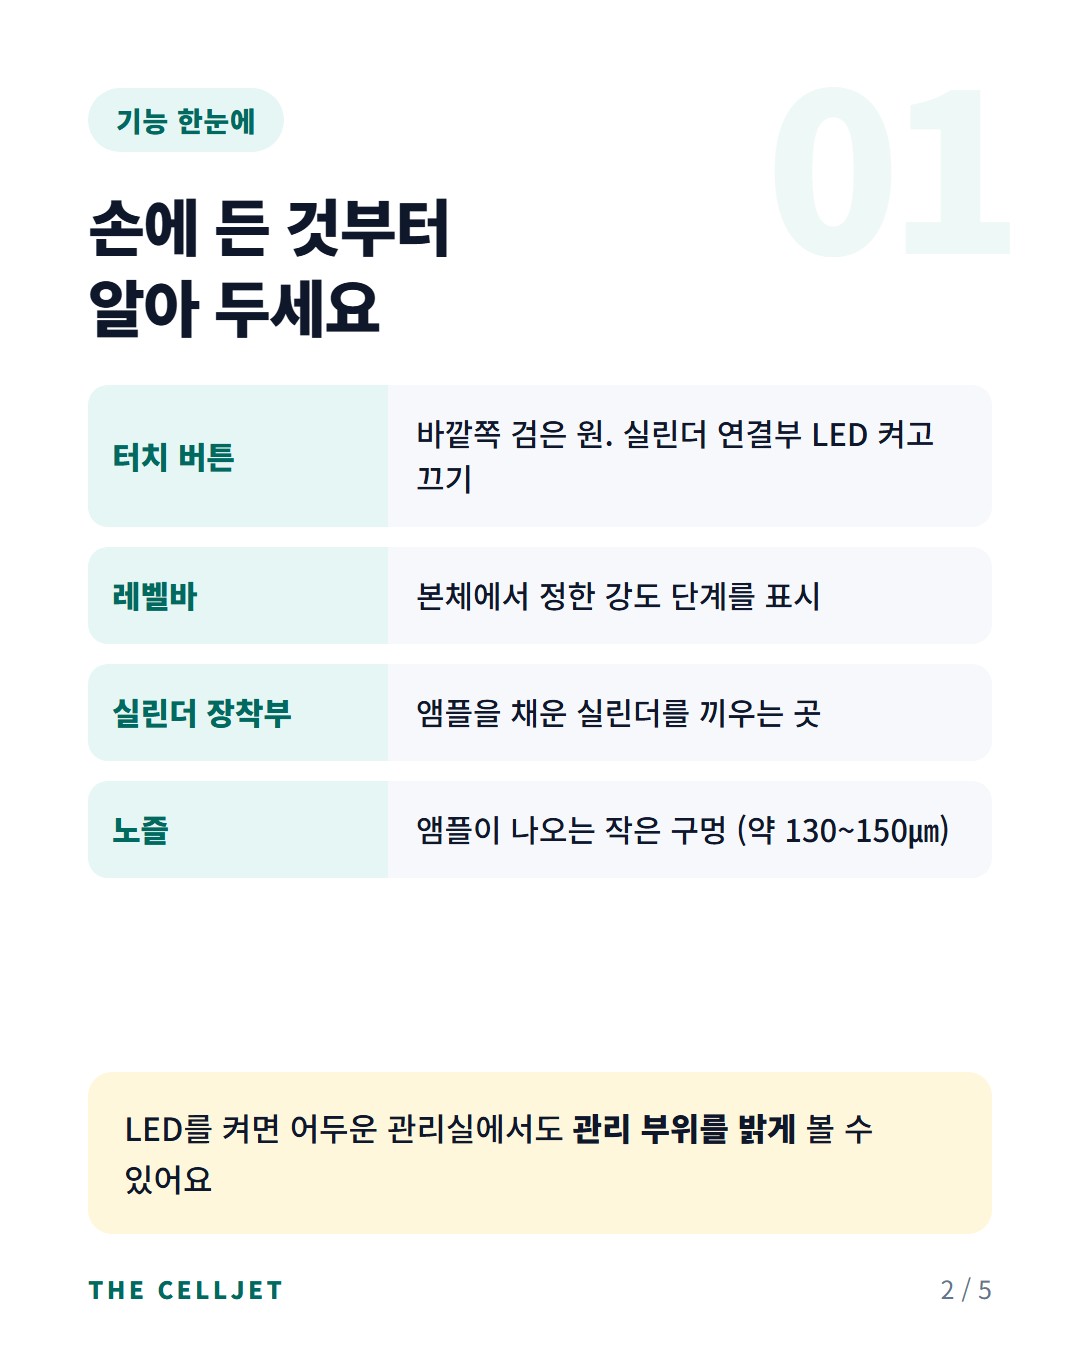 기능 한눈에
01
손에 든 것부터
알아 두세요
터치 버튼
바깥쪽 검은 원. 실린더 연결부 LED 켜고
끄기
레벨바
본체에서 정한 강도 단계를 표시
실린더 장착부
앰플을 채운 실린더를 끼우는 곳
노즐
앰플이 나오는 작은 구멍 (약 130~150㎛)
LED를 켜면 어두운 관리실에서도 관리 부위를 밝게 볼 수
있어요
THE CELLJET
2 / 5